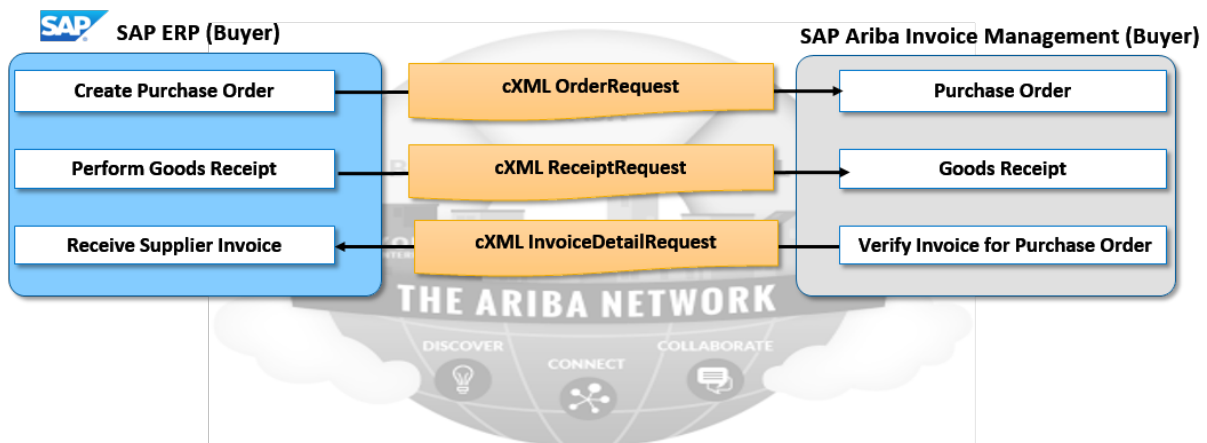 SAP
SAP ERP (Buyer)
SAP Ariba Invoice Management (Buyer)
Create Purchase Order
cXML OrderRequest
Purchase Order
Perform Goods Receipt
cXML ReceiptRequest
Goods Receipt
Receive Supplier Invoice
cXML InvoiceDetailRequest
Verify Invoice for Purchase Order
THE ARIBA NETWORK
DISCOVER
CONNECT
COLLABORATE